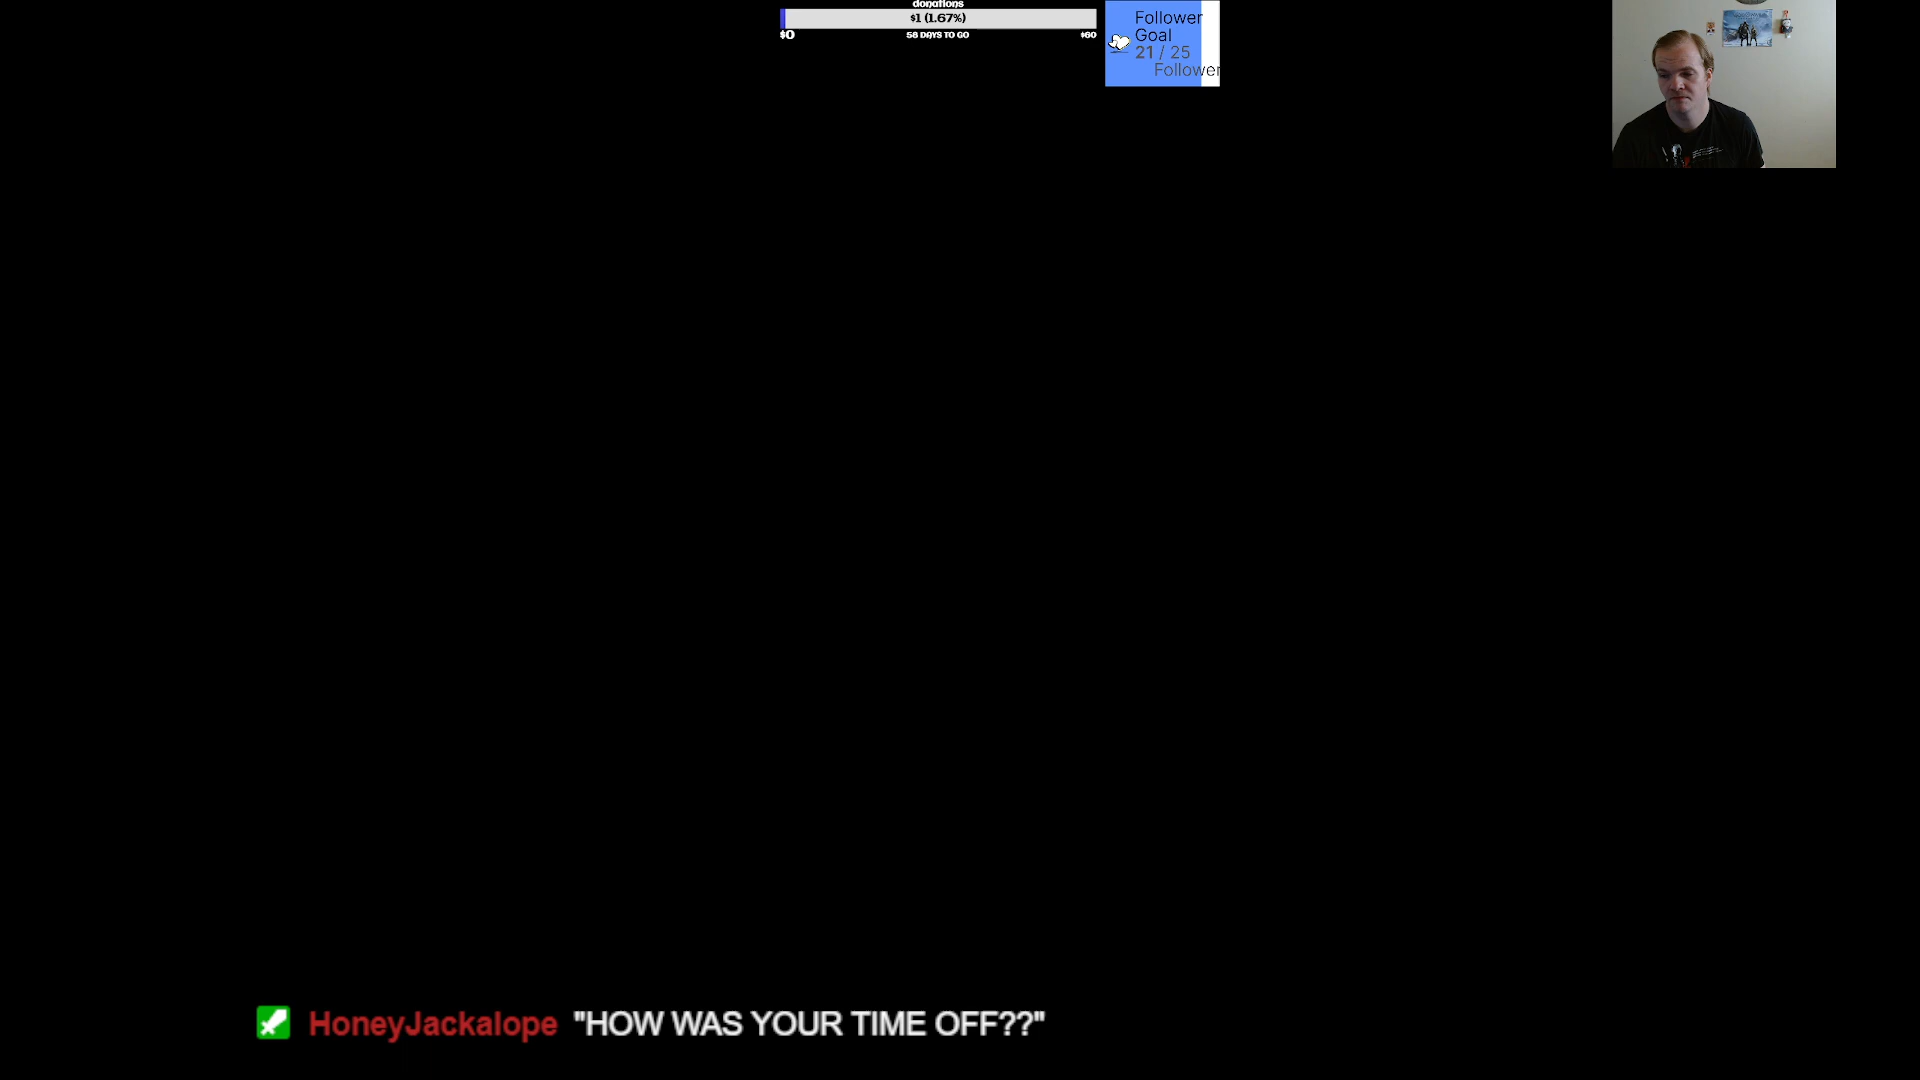 donations
$1 (1.67%)
$0
58 DAYS TO GO
$60
Follower
Goal
21 / 25
Follower
HoneyJackalope "HOW WAS YOUR TIME OFF??"